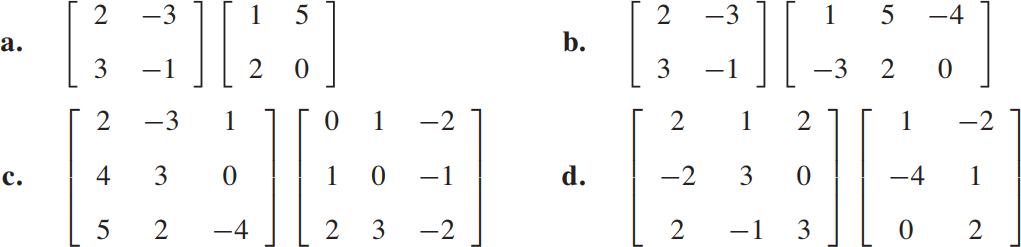 a. [ 2 −3 ] [ 1 5 ]
[ 3 −1 ] [ 2 0 ]
b. [ 2 −3 ] [ 1 5 −4 ]
[ 3 −1 ] [ −3 2 0 ]
c. [ 2 −3 1 ] [ 0 1 −2 ]
[ 4 3 0 ] [ 1 0 −1 ]
[ 5 2 −4 ] [ 2 3 −2 ]
d. [ 2 1 2 ] [ 1 −2 ]
[ −2 3 0 ] [ −4 1 ]
[ 2 −1 3 ] [ 0 2 ]